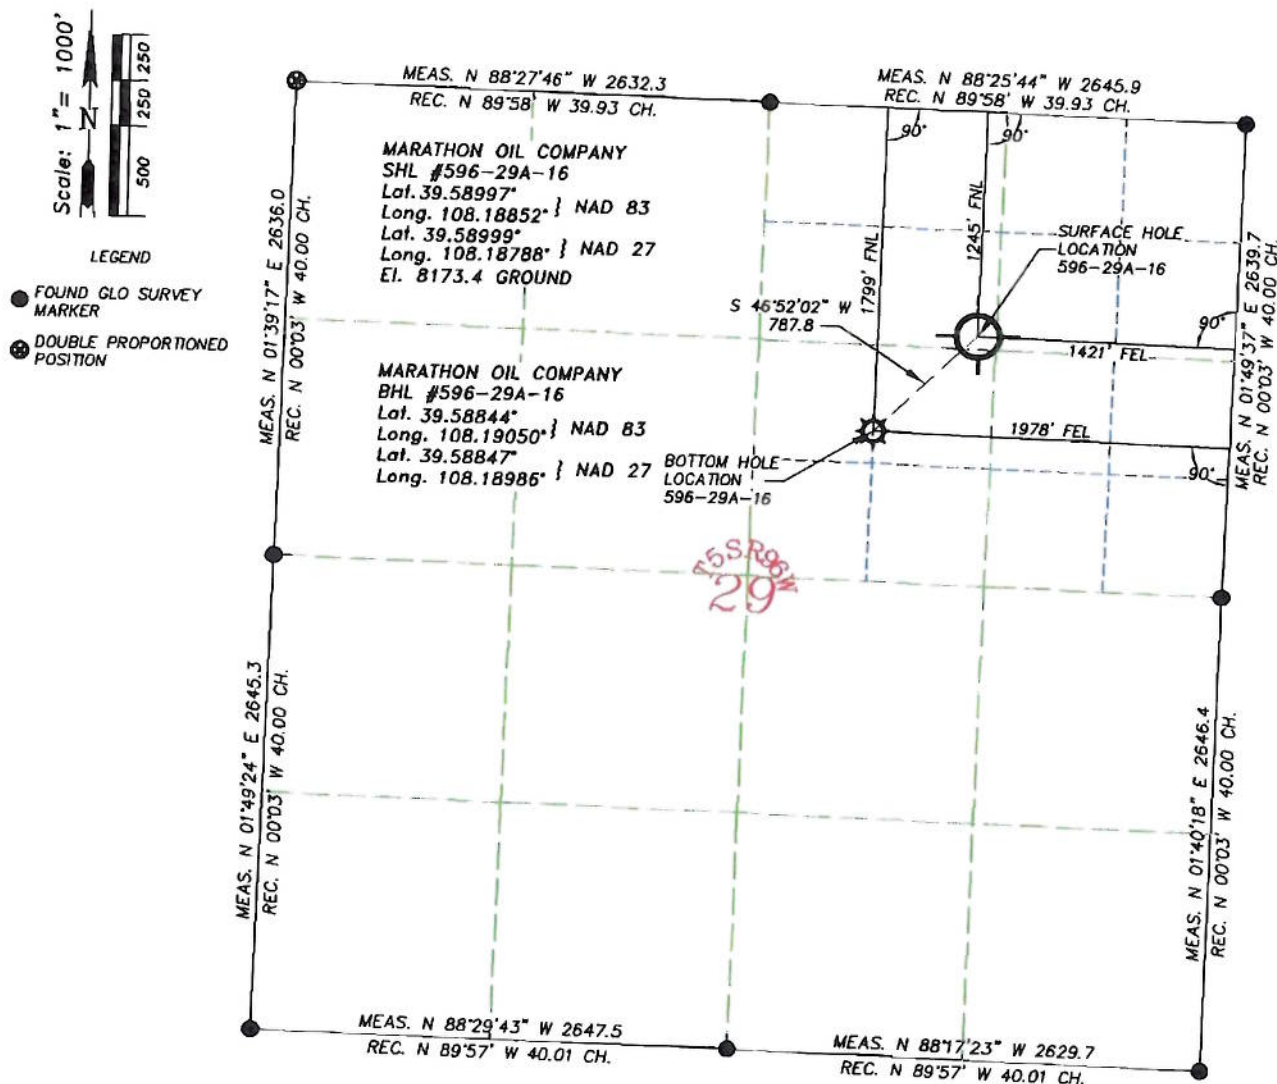 Scale: 1"= 1000'
N
500
250
250
LEGEND
FOUND GLO SURVEY
MARKER
DOUBLE PROPORTIONED
POSITION
MEAS. N 88°27'46" W 2632.3
REC. N 89°58' W 39.93 CH.
MEAS. N 88°25'44" W 2645.9
REC. N 89°58' W 39.93 CH.
MEAS. N 01°39'17" E 2636.0
REC. N 00°03' W 40.00 CH.
MARATHON OIL COMPANY
SHL #596-29A-16
Lat. 39.58997°
Long. 108.18852° } NAD 83
Lat. 39.58999°
Long. 108.18788° } NAD 27
El. 8173.4 GROUND
MARATHON OIL COMPANY
BHL #596-29A-16
Lat. 39.58844°
Long. 108.19050° } NAD 83
Lat. 39.58847°
Long. 108.18986° } NAD 27
90°
90°
1799' FNL
1245' FNL
SURFACE HOLE
LOCATION
596-29A-16
S 46°52'02" W
787.8
90°
1421' FEL
1978' FEL
90°
BOTTOM HOLE
LOCATION
596-29A-16
MEAS. N 01°49'37" E 2639.7
REC. N 00°03' W 40.00 CH.
T5S R96W
29
MEAS. N 01°49'24" E 2645.3
REC. N 00°03' W 40.00 CH.
MEAS. N 01°40'18" E 2646.4
REC. N 00°03' W 40.00 CH.
MEAS. N 88°29'43" W 2647.5
REC. N 89°57' W 40.01 CH.
MEAS. N 88°17'23" W 2629.7
REC. N 89°57' W 40.01 CH.